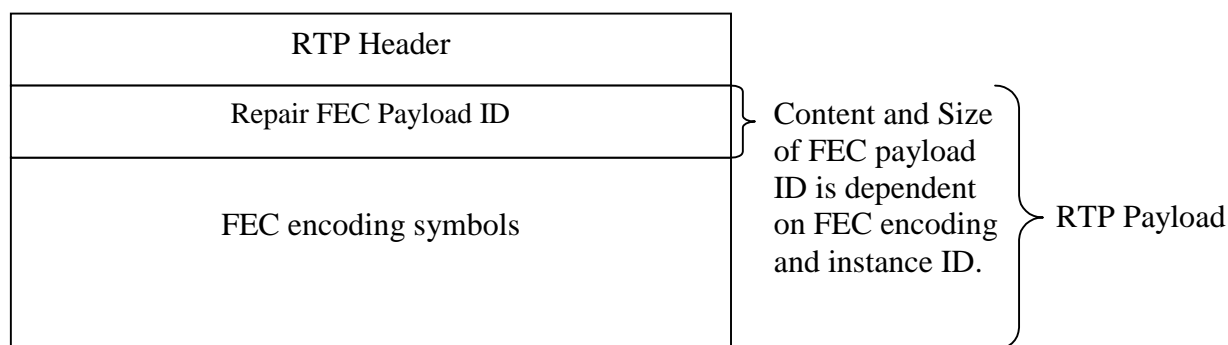 RTP Header
Repair FEC Payload ID
FEC encoding symbols
Content and Size
of FEC payload
ID is dependent
on FEC encoding
and instance ID.
RTP Payload